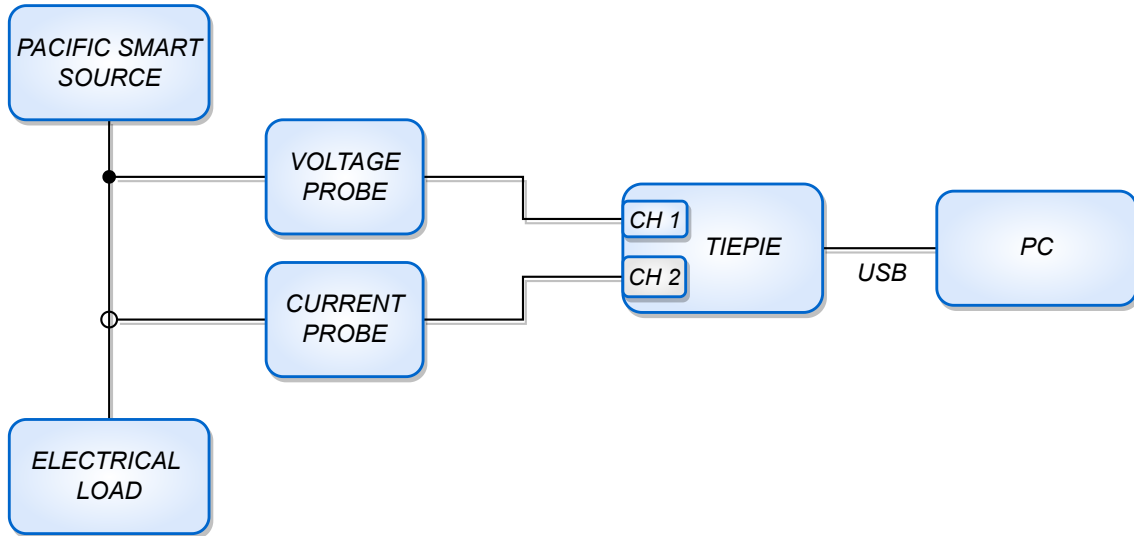 PACIFIC SMART
SOURCE
VOLTAGE
PROBE
CH 1
TIEPIE
CH 2
USB
PC
CURRENT
PROBE
ELECTRICAL
LOAD